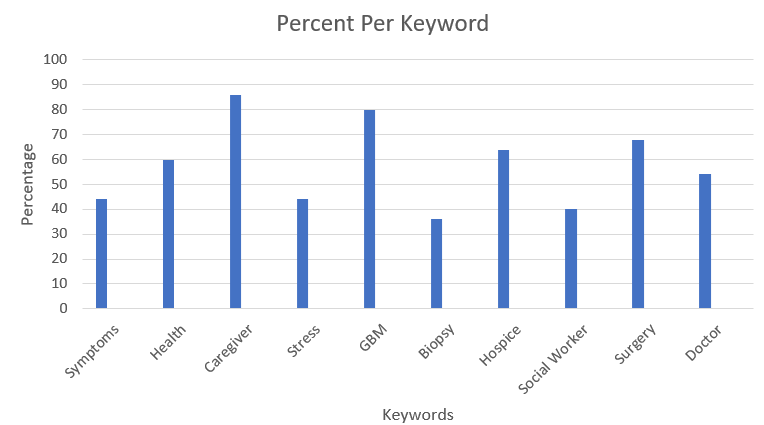 Percent Per Keyword
100
90
80
70
60
50
40
30
20
10
0
Percentage
Symptoms
Health
Caregiver
Stress
GBM
Biopsy
Hospice
Social Worker
Surgery
Doctor
Keywords